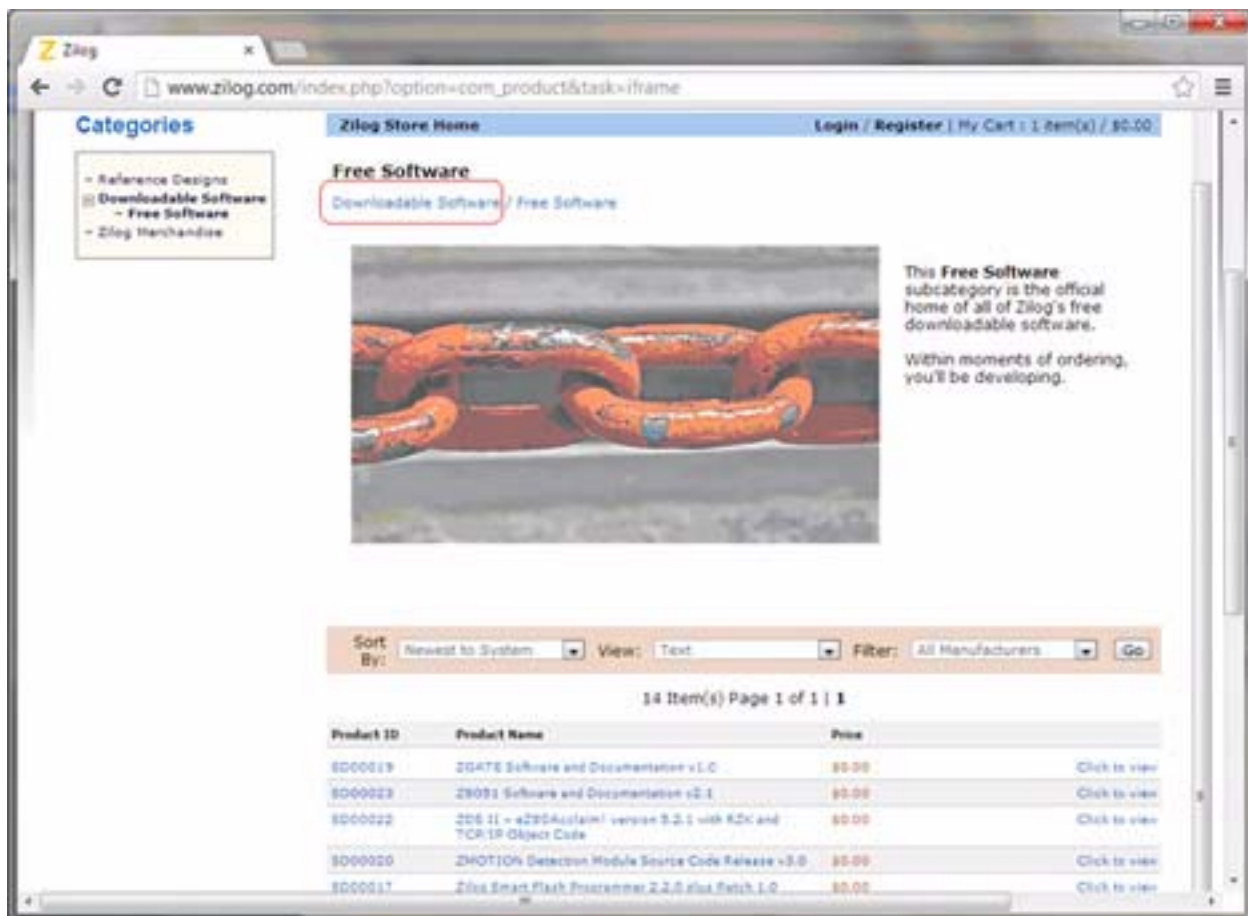 Zilog
www.zilog.com/index.php?option=com_product&task=iframe
Categories
Zilog Store Home
Login / Register | My Cart : 1 item(s) / $0.00
~ Reference Designs
Downloadable Software
~ Free Software
~ Zilog Merchandise
Free Software
Downloadable Software / Free Software
This Free Software
subcategory is the official
home of all of Zilog's free
downloadable software.
Within moments of ordering,
you'll be developing.
Sort By: Newest to System View: Text Filter: All Manufacturers Go
14 Item(s) Page 1 of 1 | 1
Product ID Product Name Price
SD00019 ZGATE Software and Documentation v1.0 $0.00 Click to view
SD00023 Z8051 Software and Documentation v2.1 $0.00 Click to view
SD00022 ZDS II – eZ80Acclaim! version 5.2.1 with RZK and $0.00 Click to view
TCP/IP Object Code
SD00020 ZMOTION Detection Module Source Code Release v3.0 $0.00 Click to view
SD00017 Zilog Smart Flash Programmer 2.2.0 plus Patch 1.0 $0.00 Click to view